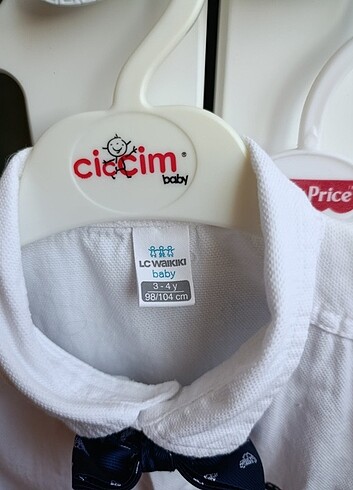 ciccim®
baby
Price
LC WAIKIKI
baby
3 - 4 y
98/104 cm